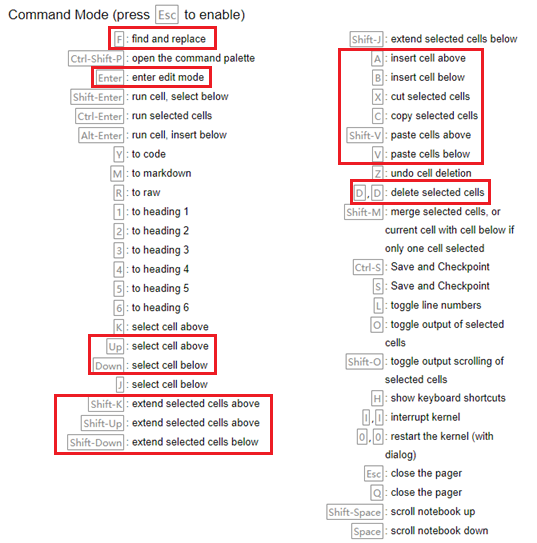 Command Mode (press Esc to enable)
F : find and replace
Ctrl-Shift-P : open the command palette
Enter : enter edit mode
Shift-Enter : run cell, select below
Ctrl-Enter : run selected cells
Alt-Enter : run cell, insert below
Y : to code
M : to markdown
R : to raw
1 : to heading 1
2 : to heading 2
3 : to heading 3
4 : to heading 4
5 : to heading 5
6 : to heading 6
K : select cell above
Up : select cell above
Down : select cell below
J : select cell below
Shift-K : extend selected cells above
Shift-Up : extend selected cells above
Shift-Down : extend selected cells below
Shift-J : extend selected cells below
A : insert cell above
B : insert cell below
X : cut selected cells
C : copy selected cells
Shift-V : paste cells above
V : paste cells below
Z : undo cell deletion
D , D : delete selected cells
Shift-M : merge selected cells, or
current cell with cell below if
only one cell selected
Ctrl-S : Save and Checkpoint
S : Save and Checkpoint
L : toggle line numbers
O : toggle output of selected
cells
Shift-O : toggle output scrolling of
selected cells
H : show keyboard shortcuts
I , I : interrupt kernel
0 , 0 : restart the kernel (with
dialog)
Esc : close the pager
Q : close the pager
Shift-Space : scroll notebook up
Space : scroll notebook down